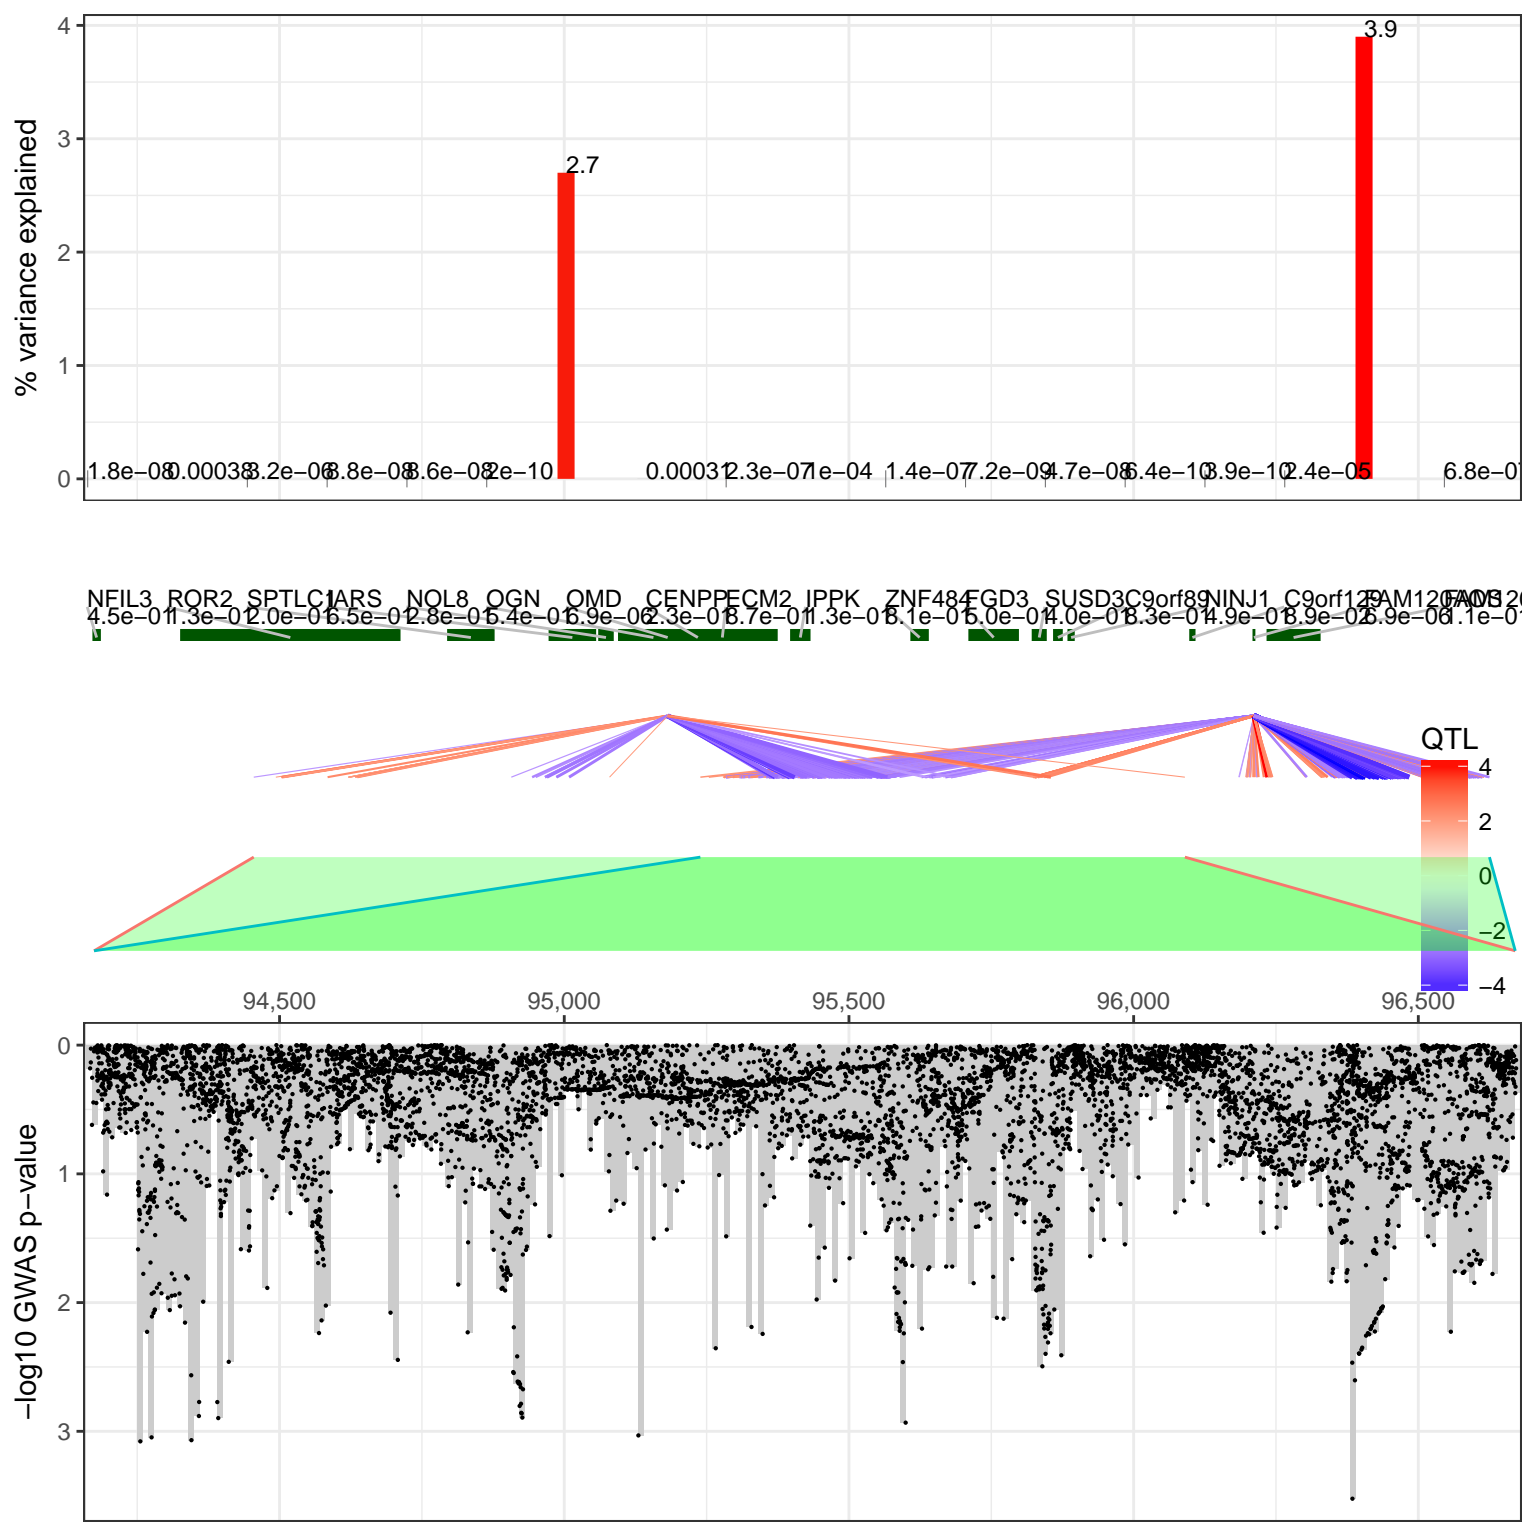 4
3
2
1
0
% variance explained
2.7
3.9
1.8e−08 0.00038 3.2e−06 8.8e−08 8.6e−08 2e−10 0.00031 2.3e−07 1e−04 1.4e−07 7.2e−09 4.7e−08 6.4e−10 3.9e−10 2.4e−05 6.8e−07
NFIL3 ROR2 SPTLC1 IARS NOL8 OGN OMD CENPP ECM2 IPPK ZNF484 FGD3 SUSD3 C9orf89 NINJ1 C9orf129
4.5e−01 1.3e−01 2.0e−01 6.5e−01 2.8e−01 5.4e−01 6.9e−06 2.3e−01 8.7e−01 1.3e−01 8.1e−01 5.0e−01 4.0e−01 8.3e−01 4.9e−01 8.9e−02 5.9e−06
QTL
4
2
0
−2
−4
94,500 95,000 95,500 96,000 96,500
0
1
2
3
−log10 GWAS p−value